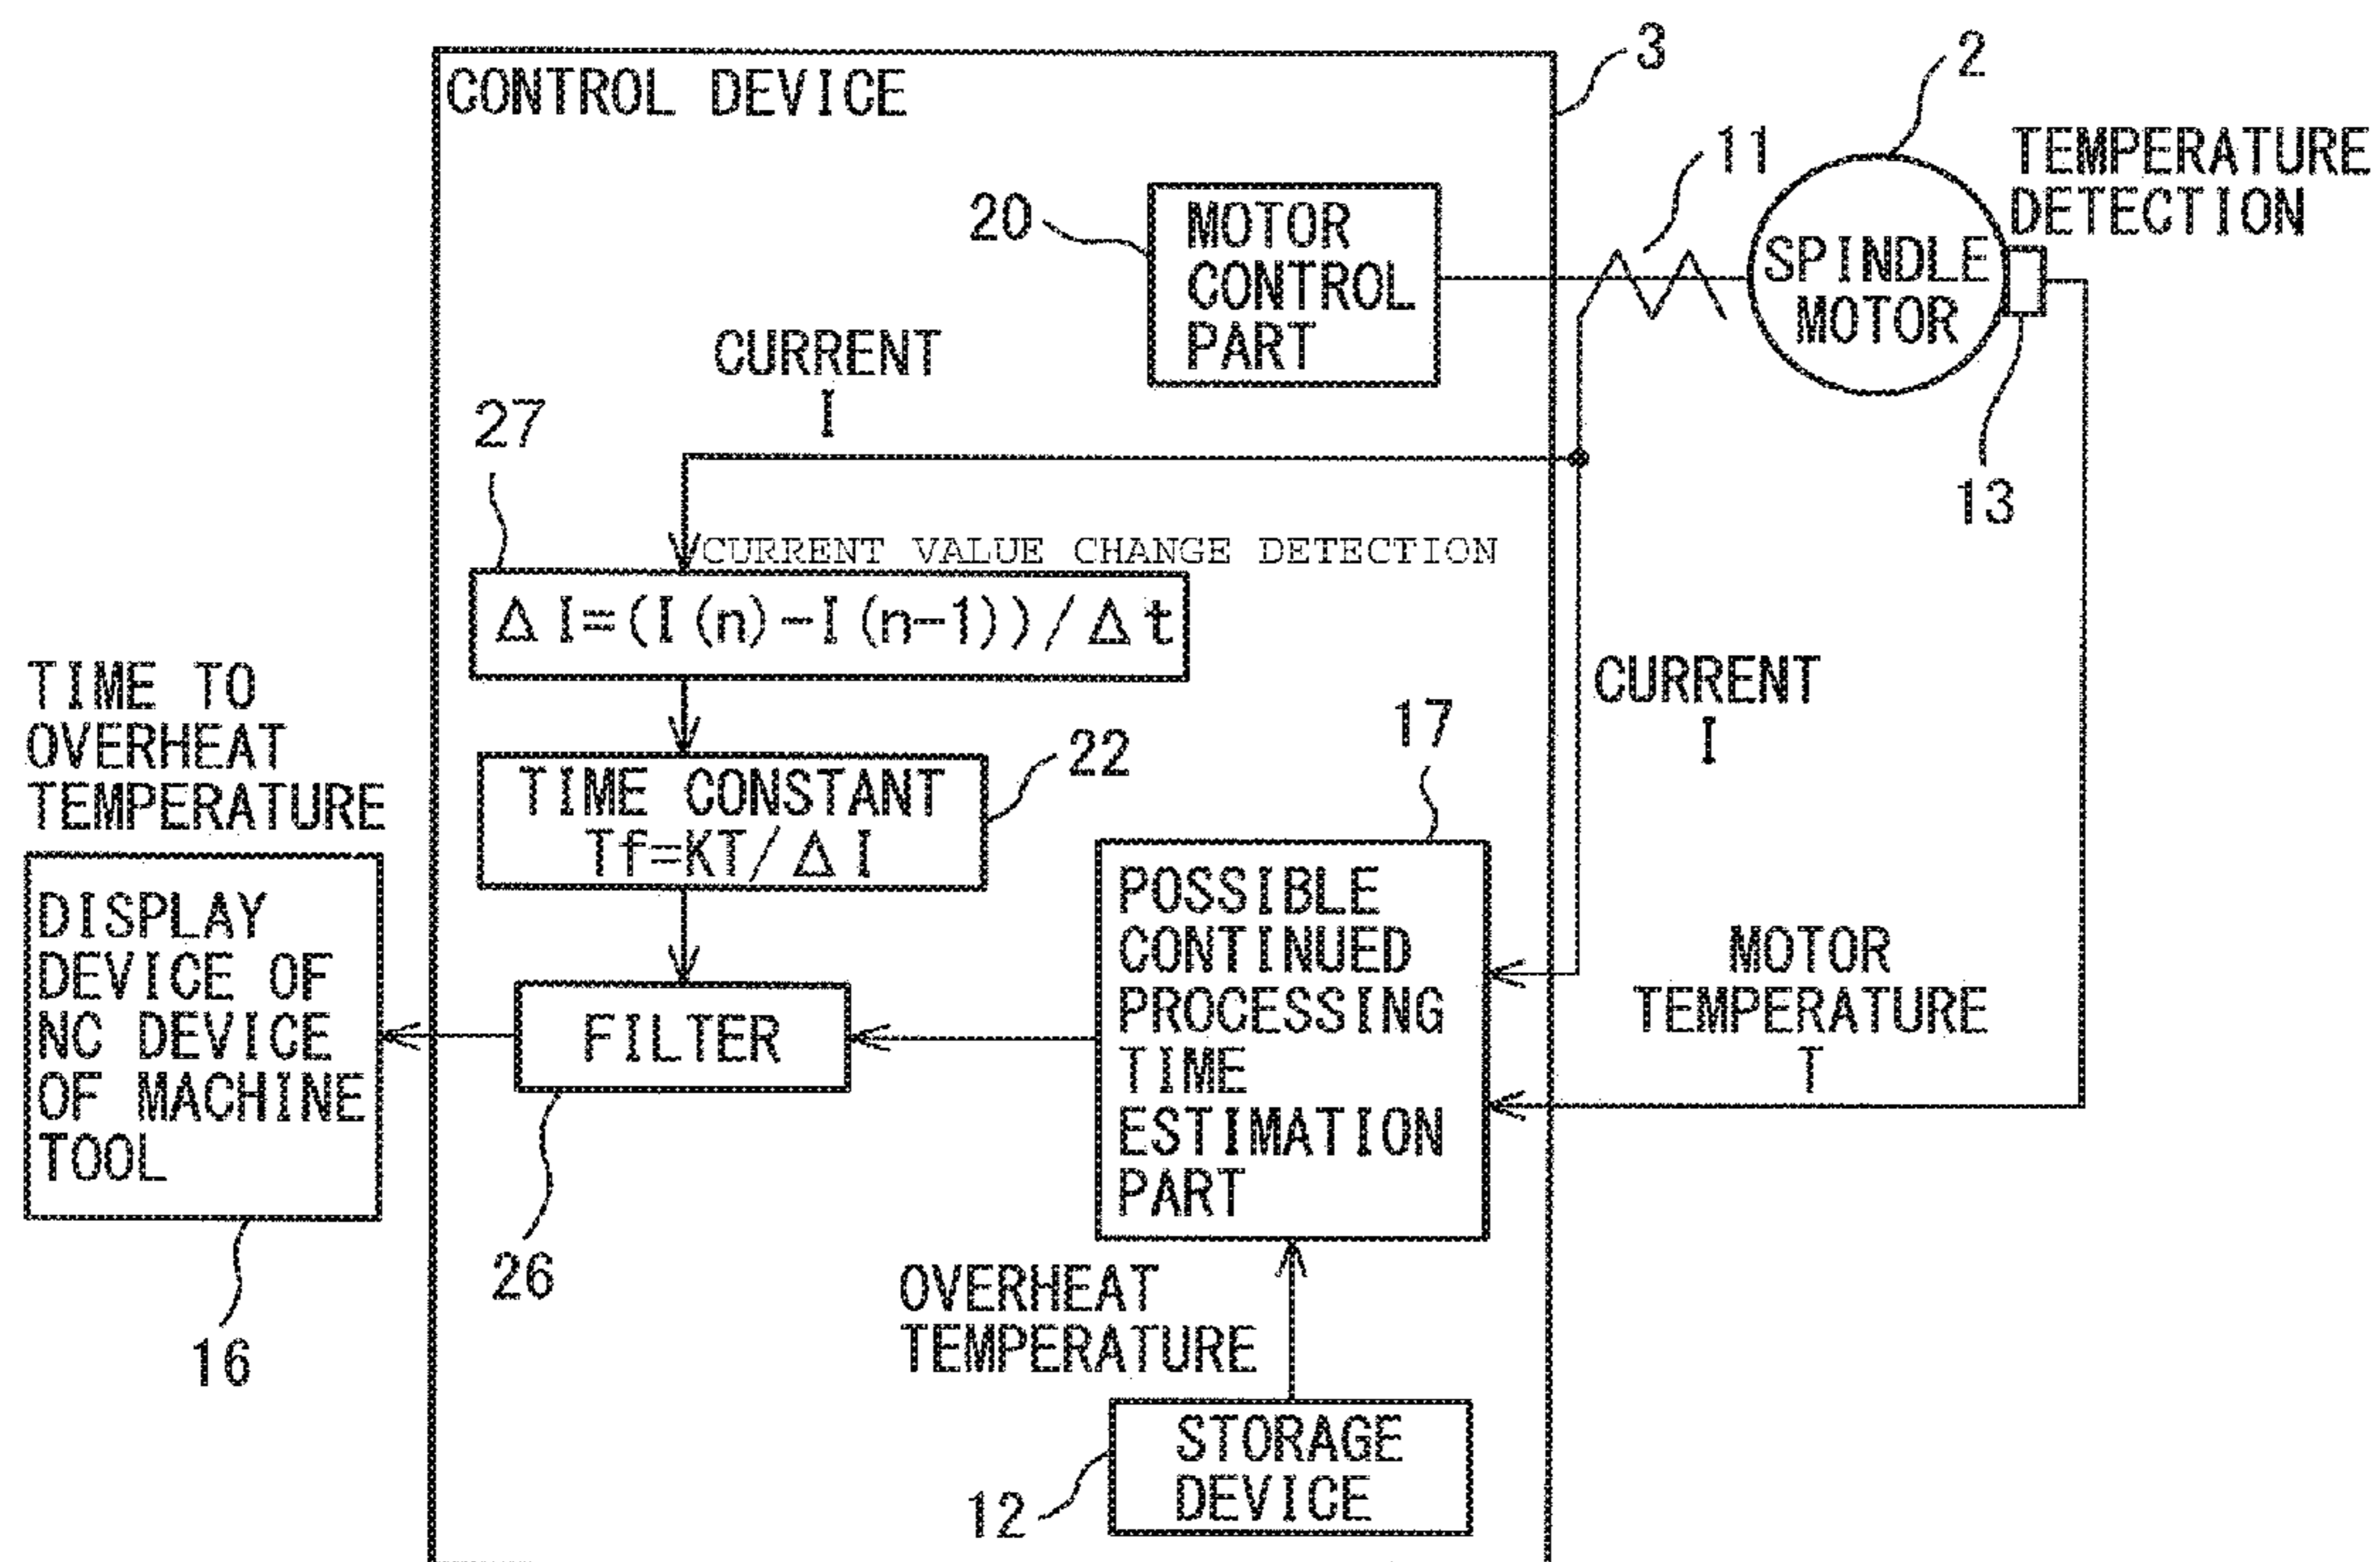 CONTROL DEVICE
3
2
11
TEMPERATURE
DETECTION
20
MOTOR
CONTROL
PART
SPINDLE
MOTOR
13
CURRENT
I
27
CURRENT VALUE CHANGE DETECTION
ΔI=(I(n)-I(n-1))/Δt
TIME CONSTANT
Tf=KT/ΔI
22
17
CURRENT
I
TIME TO
OVERHEAT
TEMPERATURE
DISPLAY
DEVICE OF
NC DEVICE
OF MACHINE
TOOL
16
FILTER
26
POSSIBLE
CONTINUED
PROCESSING
TIME
ESTIMATION
PART
MOTOR
TEMPERATURE
T
OVERHEAT
TEMPERATURE
STORAGE
DEVICE
12